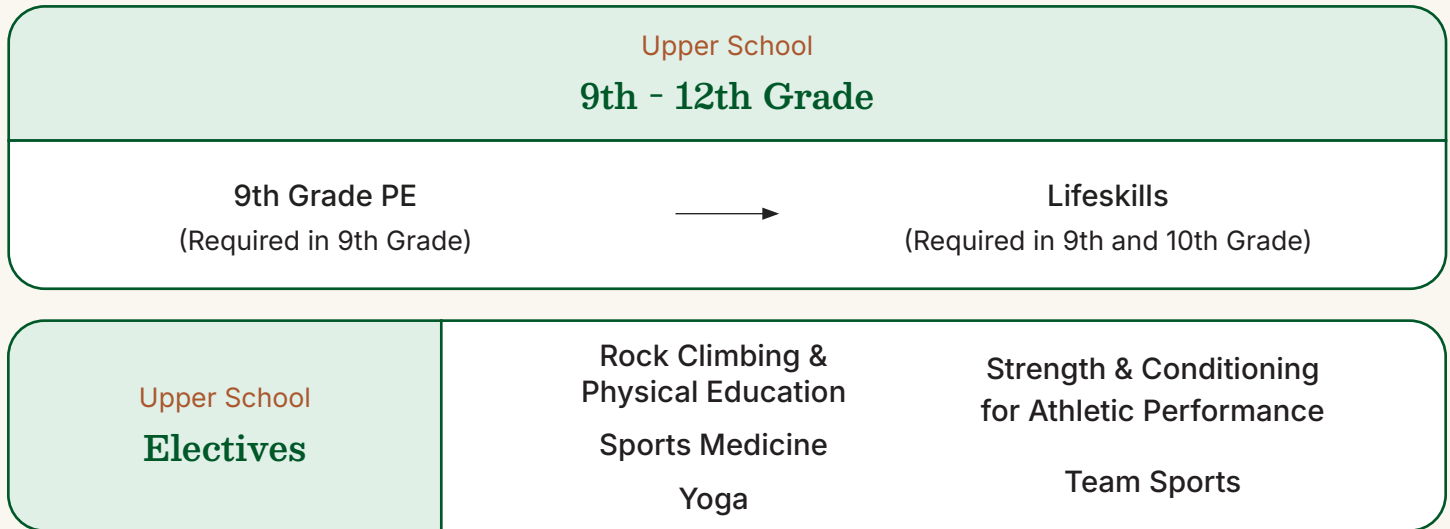 Upper School
9th - 12th Grade
9th Grade PE
(Required in 9th Grade)
Lifeskills
(Required in 9th and 10th Grade)
Upper School
Electives
Rock Climbing &
Physical Education
Sports Medicine
Yoga
Strength & Conditioning
for Athletic Performance
Team Sports